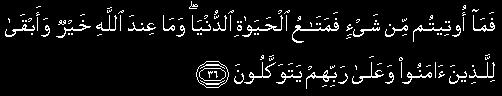 فَمَآ أُوتِيتُم مِّن شَىْءٍ فَمَتَـٰعُ ٱلْحَيَوٰةِ ٱلدُّنْيَا ۖ وَمَا عِندَ ٱللَّهِ خَيْرٌ وَأَبْقَىٰ
لِلَّذِينَ ءَامَنُوا۟ وَعَلَىٰ رَبِّهِمْ يَتَوَكَّلُونَ ٣٦